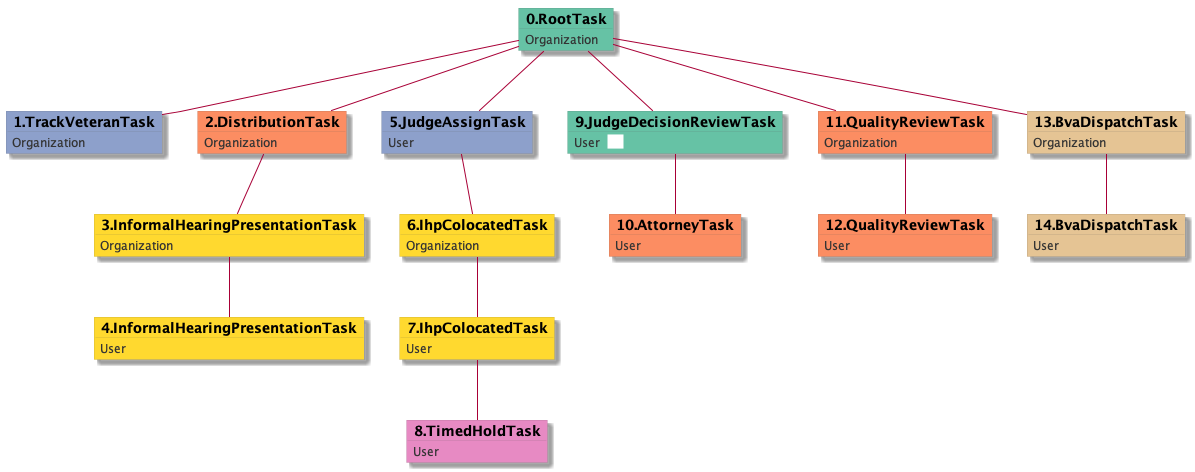 0.RootTask
Organization
1.TrackVeteranTask
Organization
2.DistributionTask
Organization
5.JudgeAssignTask
User
9.JudgeDecisionReviewTask
User
11.QualityReviewTask
Organization
13.BvaDispatchTask
Organization
3.InformalHearingPresentationTask
Organization
6.IhpColocatedTask
Organization
10.AttorneyTask
User
12.QualityReviewTask
User
14.BvaDispatchTask
User
4.InformalHearingPresentationTask
User
7.IhpColocatedTask
User
8.TimedHoldTask
User